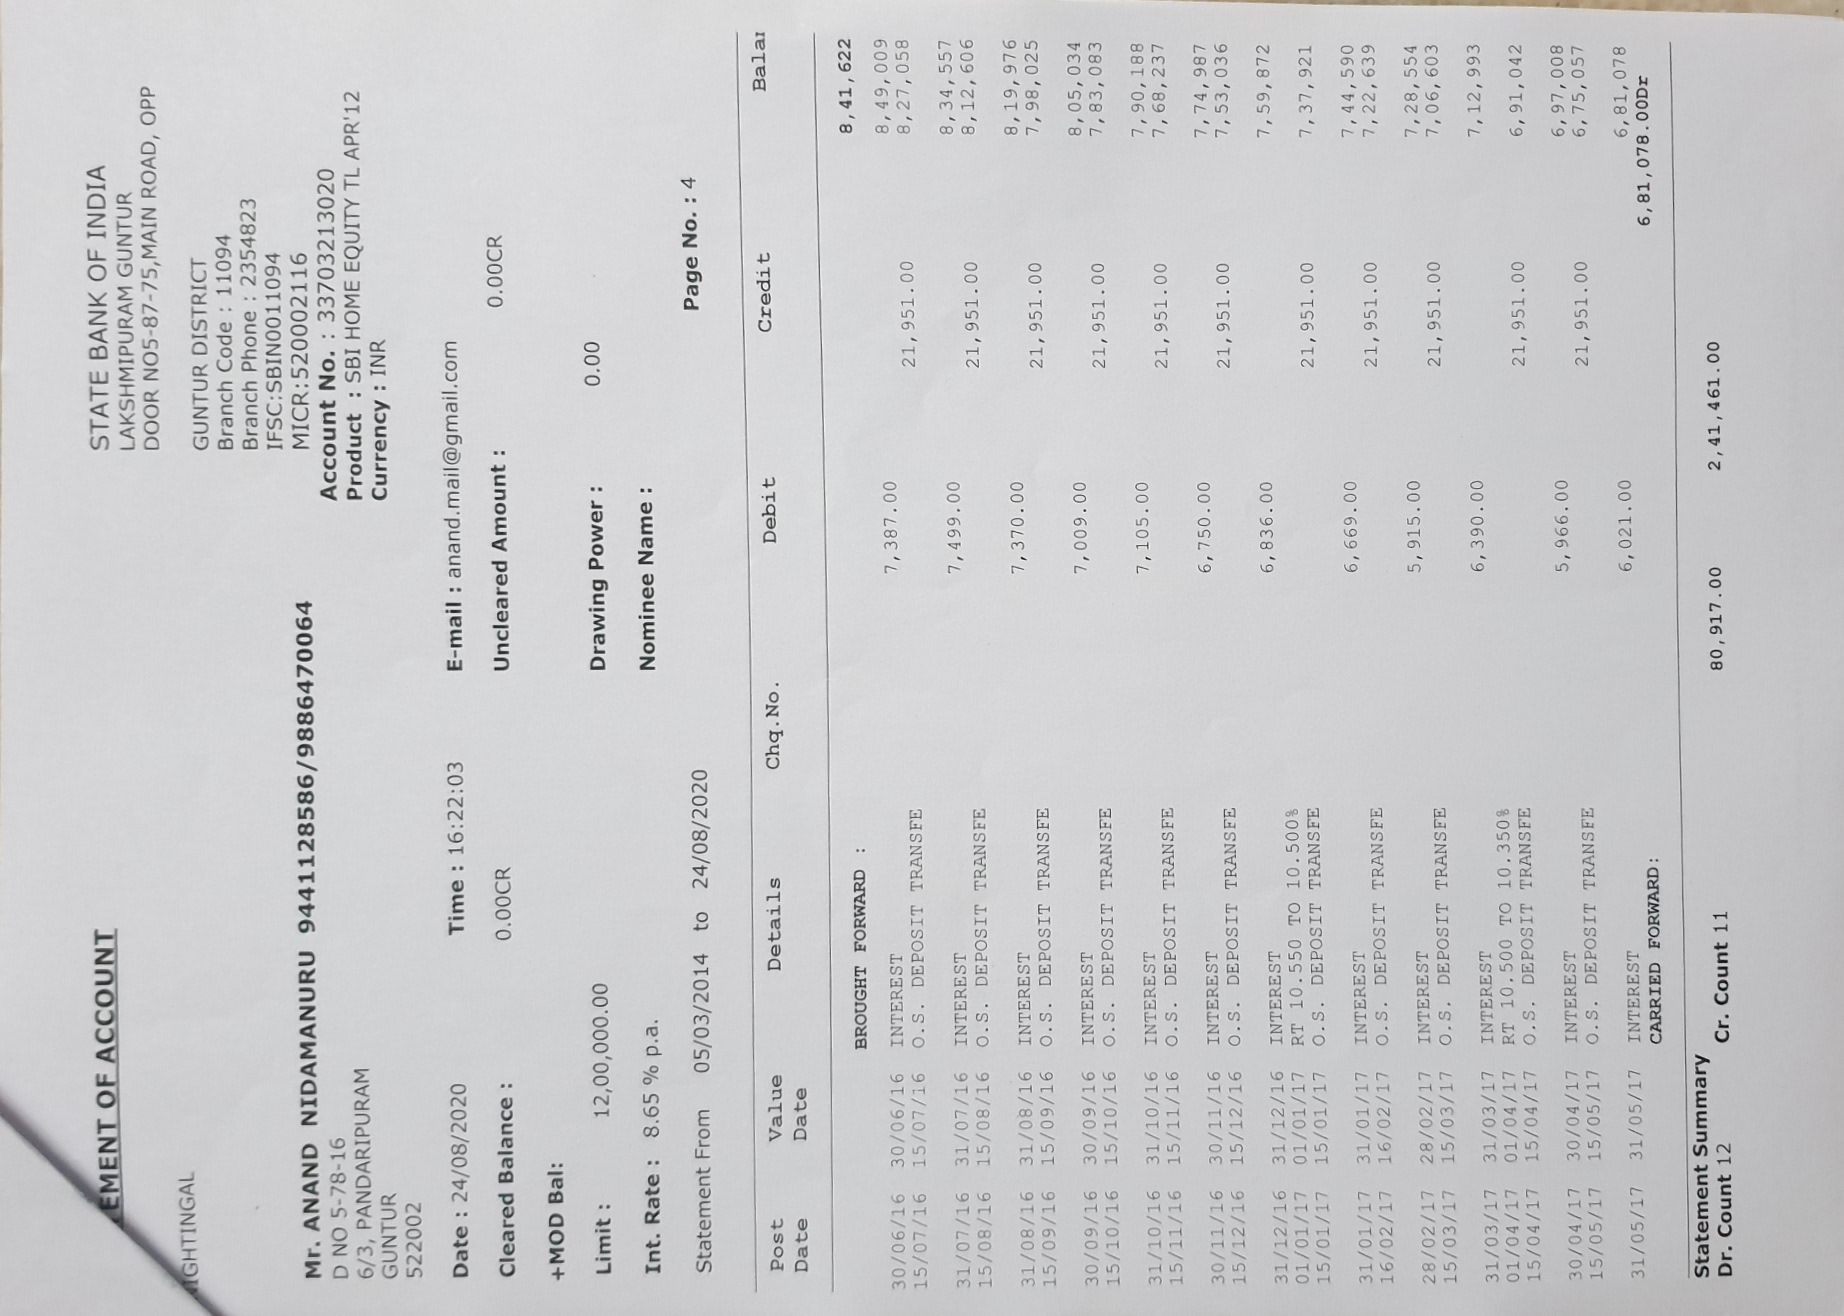 EMENT OF ACCOUNT
STATE BANK OF INDIA
LAKSHMIPURAM GUNTUR
DOOR NO5-87-75,MAIN ROAD, OPP
IGHTINGAL
GUNTUR DISTRICT
Branch Code : 11094
Branch Phone : 2354823
IFSC:SBIN0011094
MICR:520002116
Mr. ANAND NIDAMANURU 9441128586/9886470064
D NO 5-78-16
6/3, PANDARIPURAM
GUNTUR
522002
Account No. : 33703213020
Product : SBI HOME EQUITY TL APR'12
Currency : INR
Date : 24/08/2020 Time : 16:22:03 E-mail : anand.mail@gmail.com
Cleared Balance : 0.00CR Uncleared Amount : 0.00CR
+MOD Bal:
Limit : 12,00,000.00 Drawing Power : 0.00
Int. Rate : 8.65 % p.a. Nominee Name :
Statement From 05/03/2014 to 24/08/2020 Page No. : 4
Post Value Details Chq.No. Debit Credit Balan
Date Date
BROUGHT FORWARD : 8,41,622
30/06/16 30/06/16 INTEREST 7,387.00 8,49,009
15/07/16 15/07/16 O.S. DEPOSIT TRANSFE 21,951.00 8,27,058
31/07/16 31/07/16 INTEREST 7,499.00 8,34,557
15/08/16 15/08/16 O.S. DEPOSIT TRANSFE 21,951.00 8,12,606
31/08/16 31/08/16 INTEREST 7,370.00 8,19,976
15/09/16 15/09/16 O.S. DEPOSIT TRANSFE 21,951.00 7,98,025
30/09/16 30/09/16 INTEREST 7,009.00 8,05,034
15/10/16 15/10/16 O.S. DEPOSIT TRANSFE 21,951.00 7,83,083
31/10/16 31/10/16 INTEREST 7,105.00 7,90,188
15/11/16 15/11/16 O.S. DEPOSIT TRANSFE 21,951.00 7,68,237
30/11/16 30/11/16 INTEREST 6,750.00 7,74,987
15/12/16 15/12/16 O.S. DEPOSIT TRANSFE 21,951.00 7,53,036
31/12/16 31/12/16 INTEREST 6,836.00 7,59,872
01/01/17 01/01/17 RT 10.550 TO 10.500%
15/01/17 15/01/17 O.S. DEPOSIT TRANSFE 21,951.00 7,37,921
31/01/17 31/01/17 INTEREST 6,669.00 7,44,590
16/02/17 16/02/17 O.S. DEPOSIT TRANSFE 21,951.00 7,22,639
28/02/17 28/02/17 INTEREST 5,915.00 7,28,554
15/03/17 15/03/17 O.S. DEPOSIT TRANSFE 21,951.00 7,06,603
31/03/17 31/03/17 INTEREST 6,390.00 7,12,993
01/04/17 01/04/17 RT 10.500 TO 10.350%
15/04/17 15/04/17 O.S. DEPOSIT TRANSFE 21,951.00 6,91,042
30/04/17 30/04/17 INTEREST 5,966.00 6,97,008
15/05/17 15/05/17 O.S. DEPOSIT TRANSFE 21,951.00 6,75,057
31/05/17 31/05/17 INTEREST 6,021.00 6,81,078
CARRIED FORWARD: 6,81,078.00Dr
Statement Summary
Dr. Count 12 Cr. Count 11 80,917.00 2,41,461.00